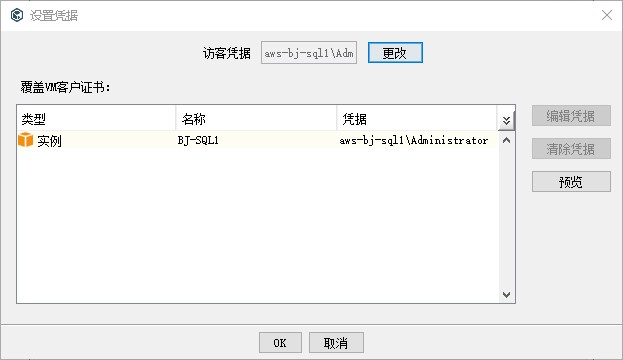 设置凭据
访客凭据 aws-bj-sql1\Adm 更改
覆盖VM客户证书：
类型 名称 凭据
实例 BJ-SQL1 aws-bj-sql1\Administrator
编辑凭据
清除凭据
预览
OK 取消